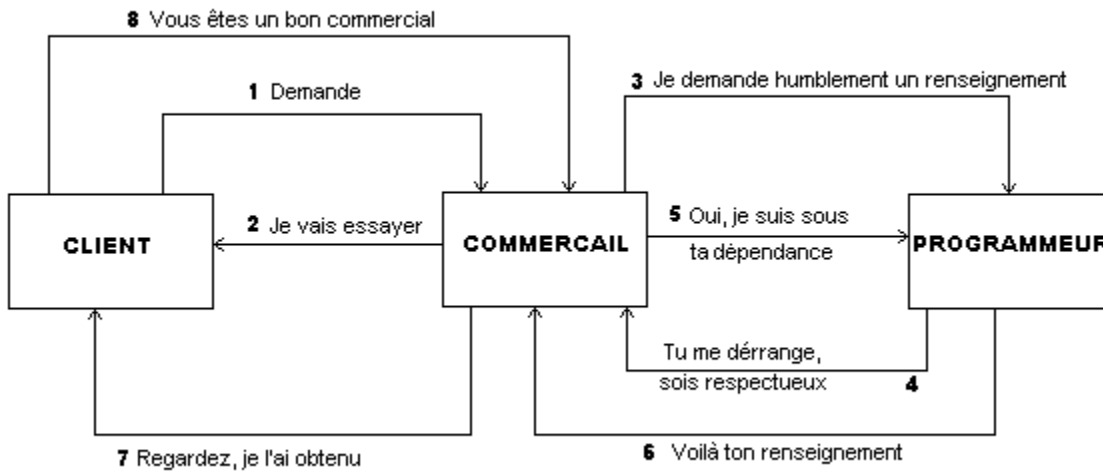 8 Vous êtes un bon commercial
3 Je demande humblement un renseignement
1 Demande
CLIENT
2 Je vais essayer
COMMERCAIL
5 Oui, je suis sous
ta dépendance
PROGRAMMEUR
Tu me dérrange,
sois respectueux 4
7 Regardez, je l'ai obtenu
6 Voilà ton renseignement